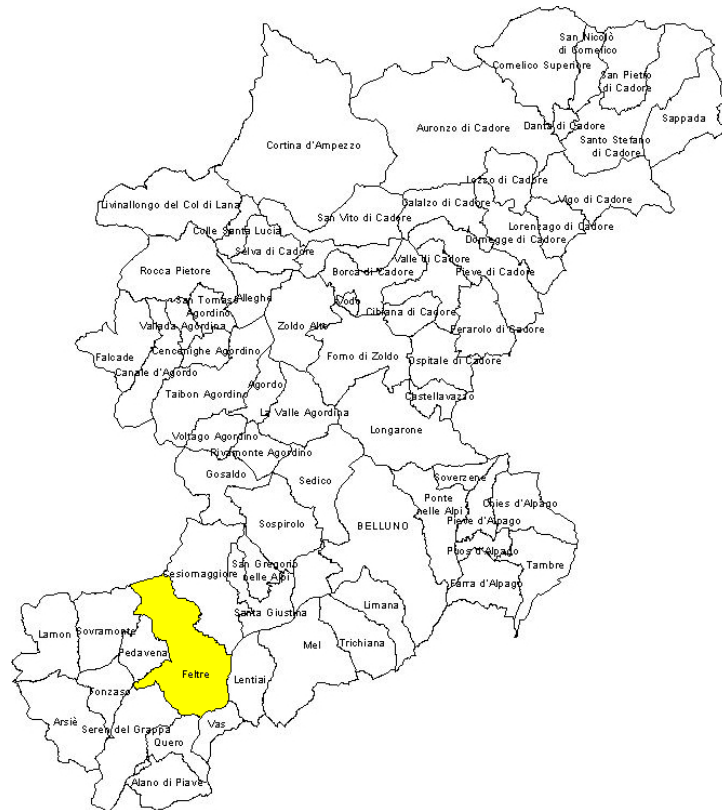 San Nicolò
di Comelico
Comelico Superiore
San Pietro
di Cadore
Sappada
Danta di Cadore
Auronzo di Cadore
Santo Stefano
di Cadore
Cortina d'Ampezzo
Lozzo di Cadore
Vigo di Cadore
Livinallongo del Col di Lana
Calalzo di Cadore
San Vito di Cadore
Lorenzago di Cadore
Colle Santa Lucia
Domegge di Cadore
Selva di Cadore
Valle di Cadore
Rocca Pietore
Borca di Cadore
Pieve di Cadore
San Tomaso
Agordino
Alleghe
Vodo
Cibiana di Cadore
Vallada Agordina
Zoldo Alto
Perarolo di Cadore
Falcade
Cencenighe Agordino
Forno di Zoldo
Ospitale di Cadore
Canale d'Agordo
Agordo
Taibon Agordino
Castellavazzo
La Valle Agordina
Longarone
Voltago Agordino
Rivamonte Agordino
Gosaldo
Sedico
Soverzene
Ponte
nelle Alpi
Chies d'Alpago
Sospirolo
BELLUNO
Pieve d'Alpago
Puos d'Alpago
Tambre
San Gregorio
nelle Alpi
Cesiomaggiore
Farra d'Alpago
Santa Giustina
Limana
Lamon
Sovramonte
Mel
Trichiana
Pedavena
Feltre
Lentiai
Fonzaso
Arsiè
Seren del Grappa
Vas
Quero
Alano di Piave